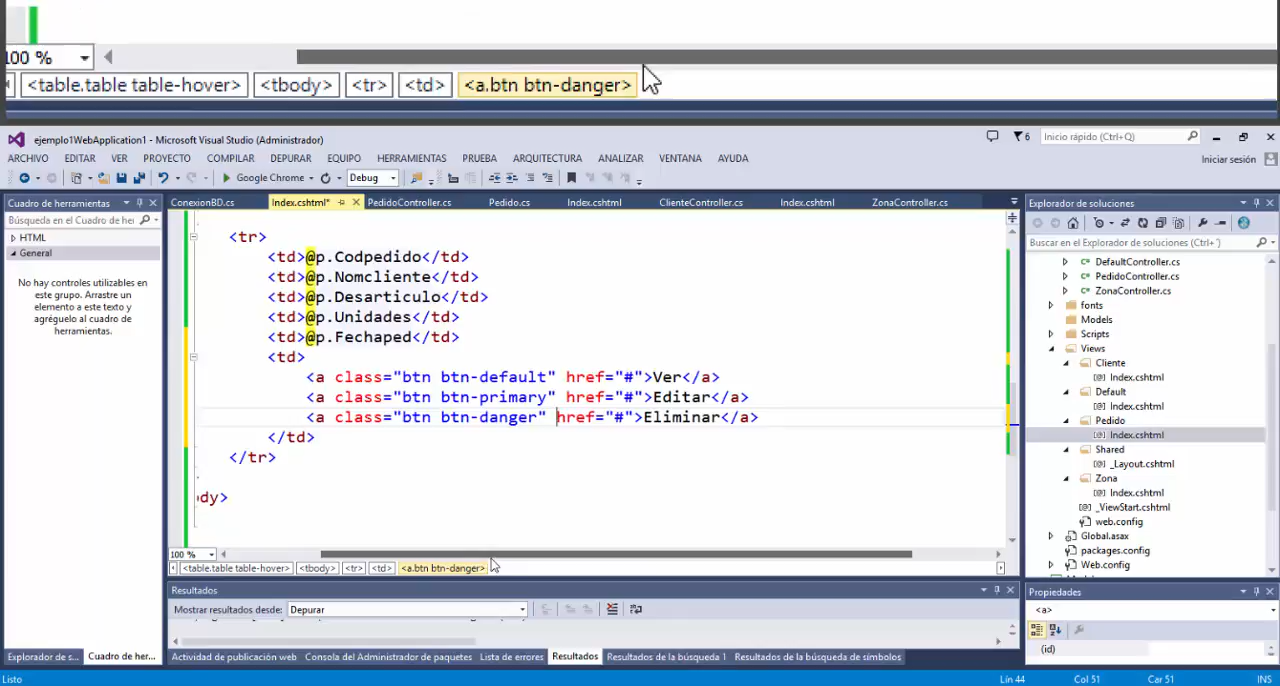 100 %
<table.table table-hover> <tbody> <tr> <td> <a.btn btn-danger>
ejemplo1WebApplication1 - Microsoft Visual Studio (Administrador)
6
Inicio rápido (Ctrl+Q)
ARCHIVO EDITAR VER PROYECTO COMPILAR DEPURAR EQUIPO HERRAMIENTAS PRUEBA ARQUITECTURA ANALIZAR VENTANA AYUDA
Iniciar sesión
Google Chrome Debug
Cuadro de herramientas
Búsqueda en el Cuadro de her
HTML
General
No hay controles utilizables en
este grupo. Arrastre un
elemento a este texto y
agréguelo al cuadro de
herramientas.
ConexionBD.cs Index.cshtml* PedidoController.cs Pedido.cs Index.cshtml ClienteController.cs Index.cshtml ZonaController.cs
<tr>
<td>@p.Codpedido</td>
<td>@p.Nomcliente</td>
<td>@p.Desarticulo</td>
<td>@p.Unidades</td>
<td>@p.Fechaped</td>
<td>
<a class="btn btn-default" href="#">Ver</a>
<a class="btn btn-primary" href="#">Editar</a>
<a class="btn btn-danger" href="#">Eliminar</a>
</td>
</tr>
ody>
100 %
<table.table table-hover> <tbody> <tr> <td> <a.btn btn-danger>
Resultados
Mostrar resultados desde: Depurar
Explorador de s... Cuadro de her...
Actividad de publicación web Consola del Administrador de paquetes Lista de errores Resultados Resultados de la búsqueda 1 Resultados de la búsqueda de símbolos
Explorador de soluciones
Buscar en el Explorador de soluciones (Ctrl+´)
DefaultController.cs
PedidoController.cs
ZonaController.cs
fonts
Models
Scripts
Views
Cliente
Index.cshtml
Default
Index.cshtml
Pedido
Index.cshtml
Shared
_Layout.cshtml
Zona
Index.cshtml
_ViewStart.cshtml
web.config
Global.asax
packages.config
Web.config
Propiedades
<a>
(id)
Listo Lín 44 Col 51 Car 51 INS